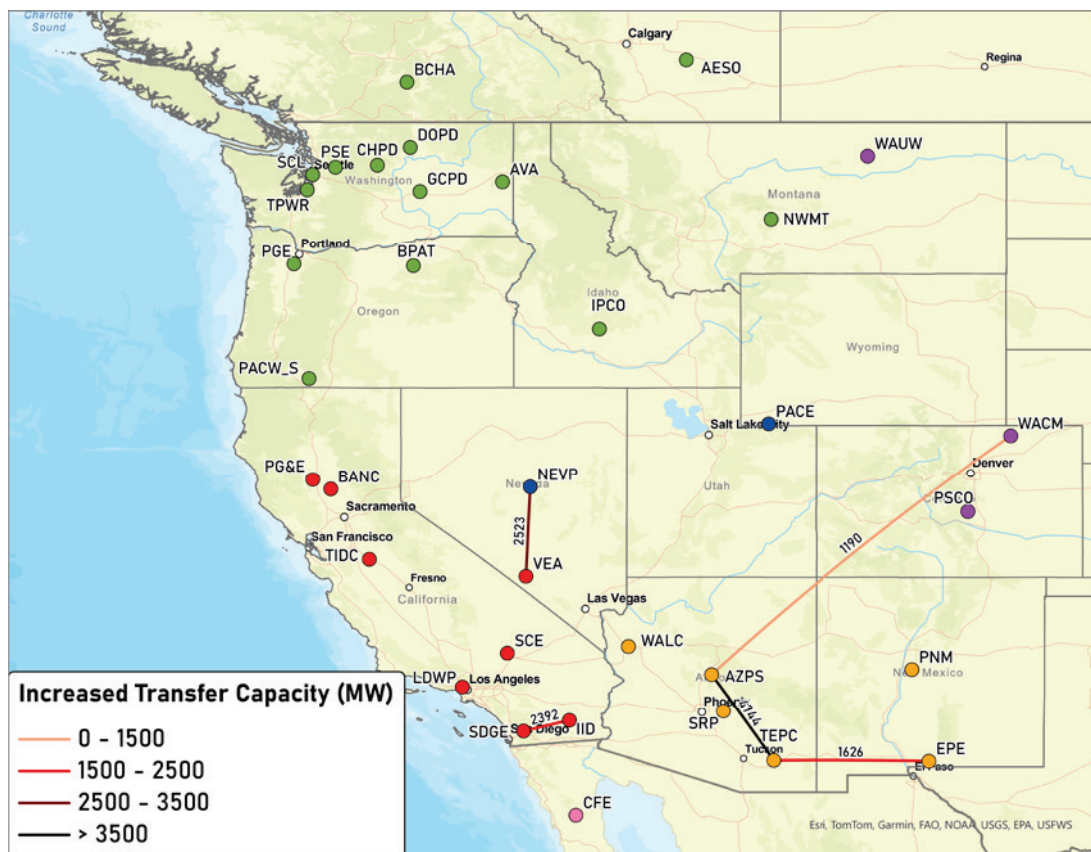 Charlotte
Sound
Calgary
AESO
Regina
BCHA
DOPD
CHPD
PSE
SCL
Seattle
Washington
GCPD
AVA
TPWR
WAUW
Montana
NWMT
Portland
PGE
BPAT
Oregon
Idaho
IPCO
PACW_S
Wyoming
PACE
Salt Lake City
WACM
Denver
PSCO
Utah
PG&E
BANC
Sacramento
San Francisco
TIDC
Fresno
California
NEVP
Nevada
2523
VEA
1190
Las Vegas
SCE
WALC
LDWP
Los Angeles
AZPS
PNM
New Mexico
SRP
4744
TEPC
Tucson
1626
EPE
El Paso
SDGE
San Diego
2392
IID
CFE
Increased Transfer Capacity (MW)
0 - 1500
1500 - 2500
2500 - 3500
> 3500
Esri, TomTom, Garmin, FAO, NOAA, USGS, EPA, USFWS